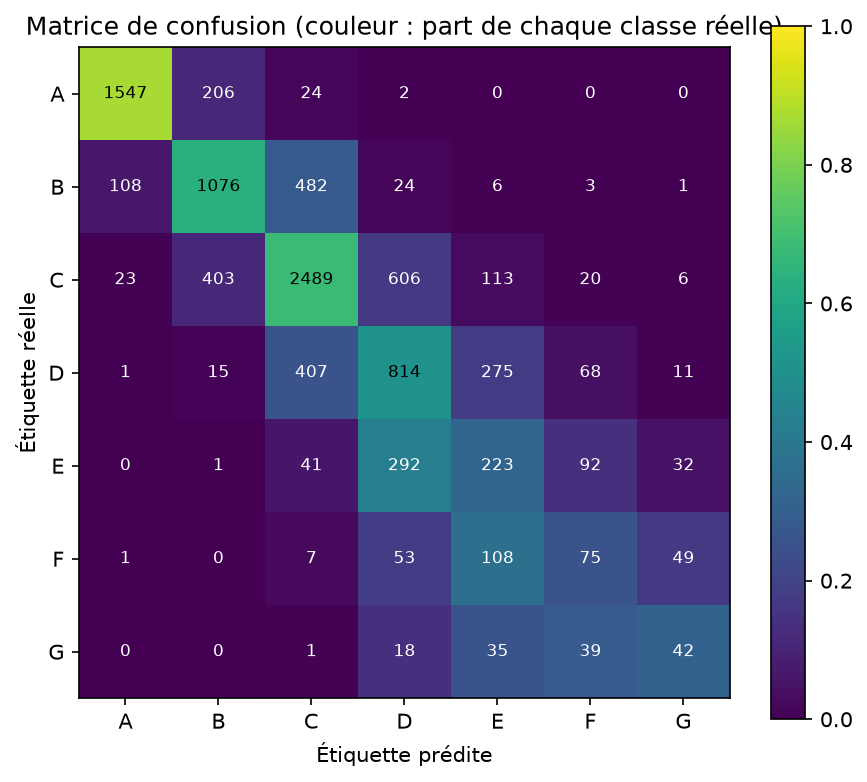 Matrice de confusion (couleur : part de chaque classe réelle)
1.0
A 1547 206 24 2 0 0 0
B 108 1076 482 24 6 3 1
0.8
C 23 403 2489 606 113 20 6
0.6
D 1 15 407 814 275 68 11
0.4
E 0 1 41 292 223 92 32
F 1 0 7 53 108 75 49
0.2
G 0 0 1 18 35 39 42
0.0
A B C D E F G
Étiquette prédite
Étiquette réelle